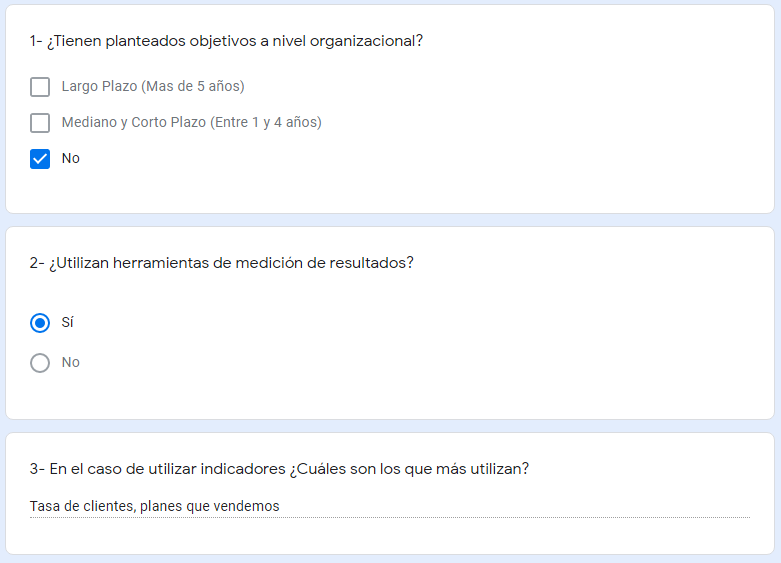 1- ¿Tienen planteados objetivos a nivel organizacional?
Largo Plazo (Mas de 5 años)
Mediano y Corto Plazo (Entre 1 y 4 años)
No
2- ¿Utilizan herramientas de medición de resultados?
Sí
No
3- En el caso de utilizar indicadores ¿Cuáles son los que más utilizan?
Tasa de clientes, planes que vendemos